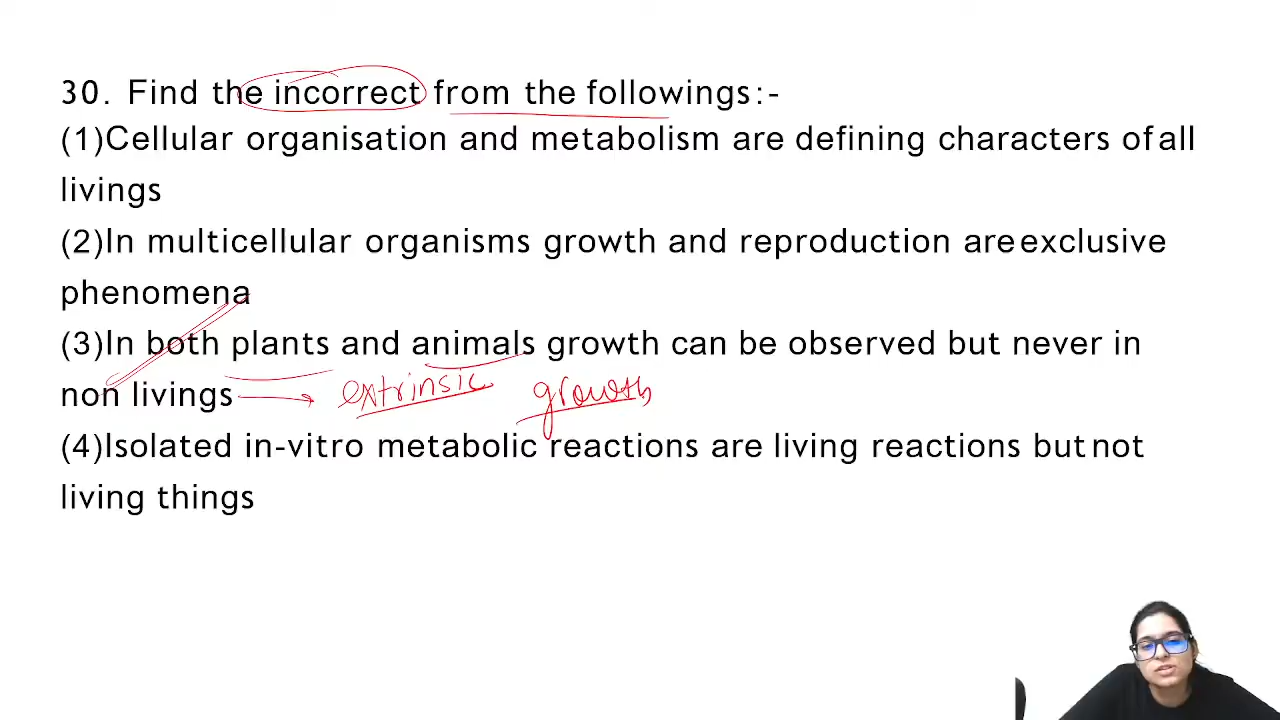 30. Find the incorrect from the followings:-
(1)Cellular organisation and metabolism are defining characters of all
livings
(2)In multicellular organisms growth and reproduction are exclusive
phenomena
(3)In both plants and animals growth can be observed but never in
non livings extrinsic growth
(4)Isolated in-vitro metabolic reactions are living reactions but not
living things